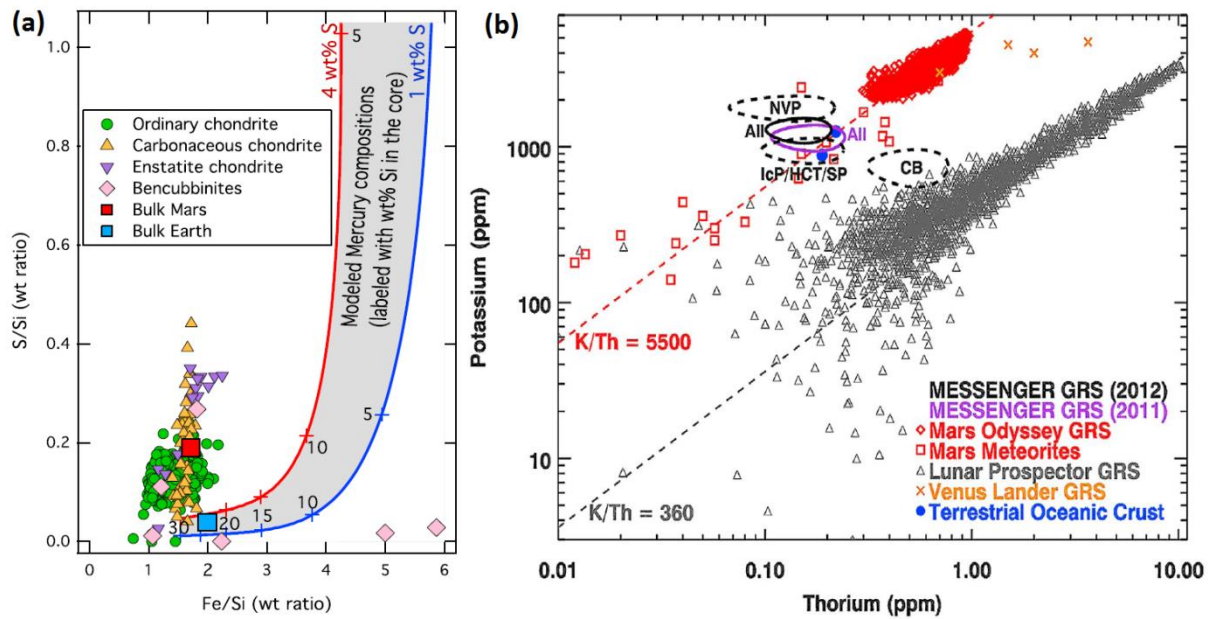 (a)
S/Si (wt ratio)
1.0
0.8
0.6
0.4
0.2
0.0
0 1 2 3 4 5 6
Fe/Si (wt ratio)
Ordinary chondrite
Carbonaceous chondrite
Enstatite chondrite
Bencubbinites
Bulk Mars
Bulk Earth
4 wt% S
1 wt% S
Modeled Mercury compositions
(labeled with wt% Si in the core)
5
10
15
20
30
5
10
(b)
Potassium (ppm)
1000
100
10
0.01 0.10 1.00 10.00
Thorium (ppm)
NVP
All
All
IcP/HCT/SP
CB
K/Th = 5500
K/Th = 360
MESSENGER GRS (2012)
MESSENGER GRS (2011)
Mars Odyssey GRS
Mars Meteorites
Lunar Prospector GRS
Venus Lander GRS
Terrestrial Oceanic Crust